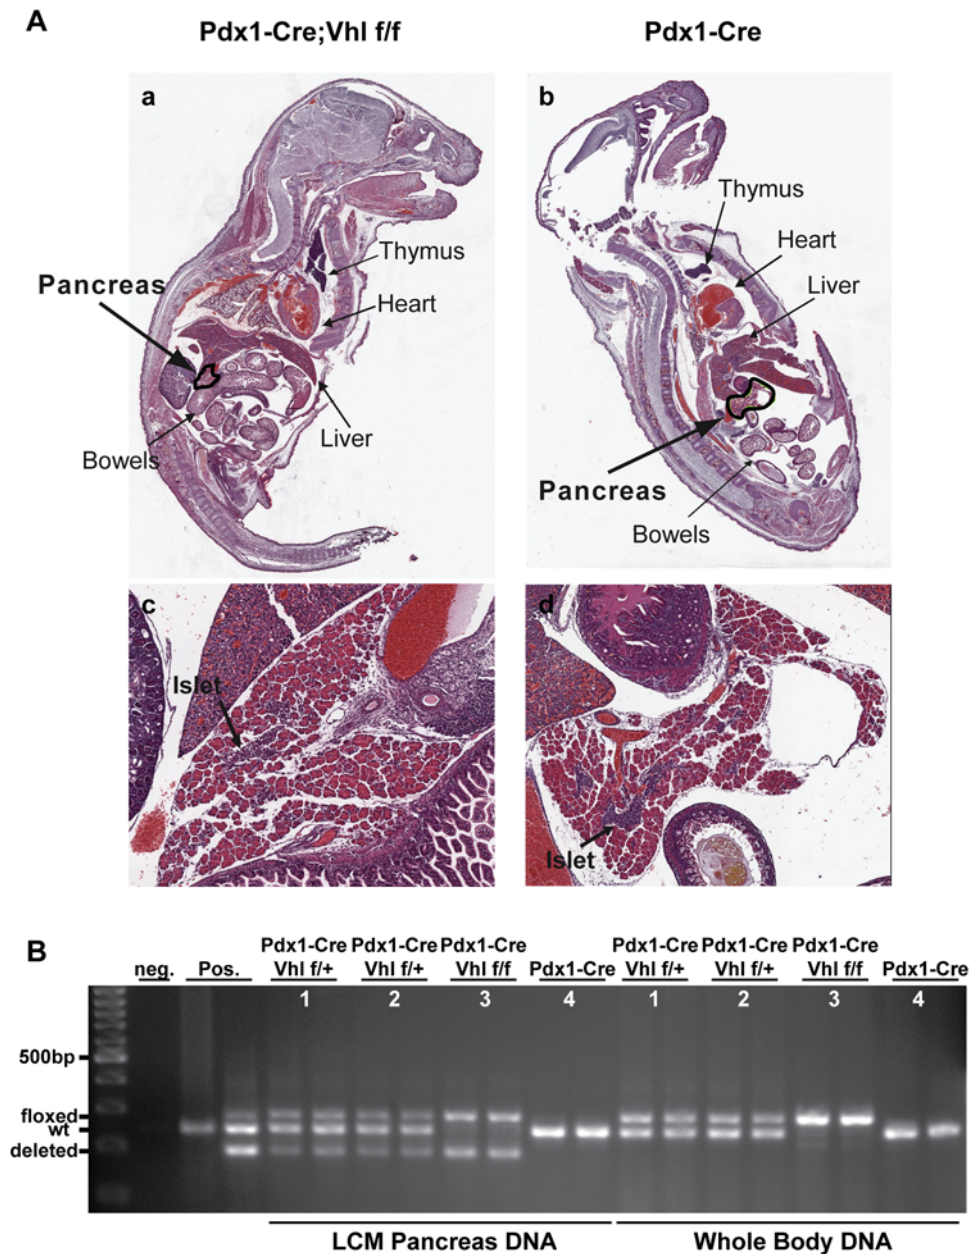 A
Pdx1-Cre;Vhl f/f
Pdx1-Cre
a
Thymus
Pancreas
Heart
Liver
Bowels
b
Thymus
Heart
Liver
Pancreas
Bowels
c
Islet
d
Islet
B
Pdx1-Cre Pdx1-Cre Pdx1-Cre Pdx1-Cre Pdx1-Cre Pdx1-Cre
neg. Pos. Vhl f/+ Vhl f/+ Vhl f/f Pdx1-Cre Vhl f/+ Vhl f/+ Vhl f/f Pdx1-Cre
1 2 3 4 1 2 3 4
500bp
floxed
wt
deleted
LCM Pancreas DNA Whole Body DNA